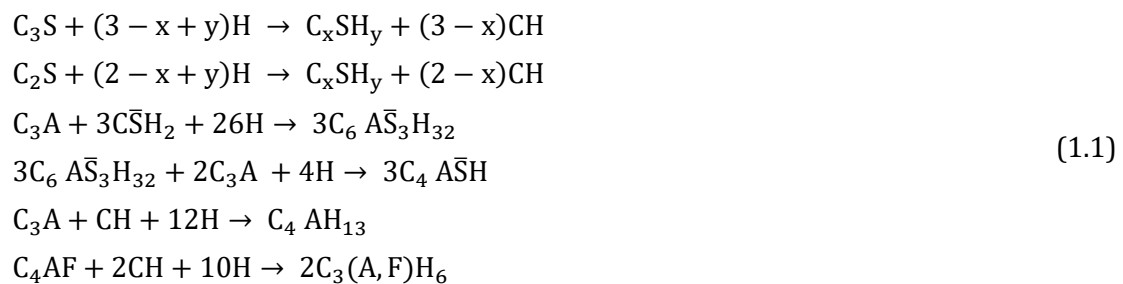 C₃S + (3 − x + y)H → CₓSHᵧ + (3 − x)CH
C₂S + (2 − x + y)H → CₓSHᵧ + (2 − x)CH
C₃A + 3CS̅H₂ + 26H → 3C₆ AS̅₃H₃₂
(1.1)
3C₆ AS̅₃H₃₂ + 2C₃A + 4H → 3C₄ AS̅H
C₃A + CH + 12H → C₄ AH₁₃
C₄AF + 2CH + 10H → 2C₃(A, F)H₆